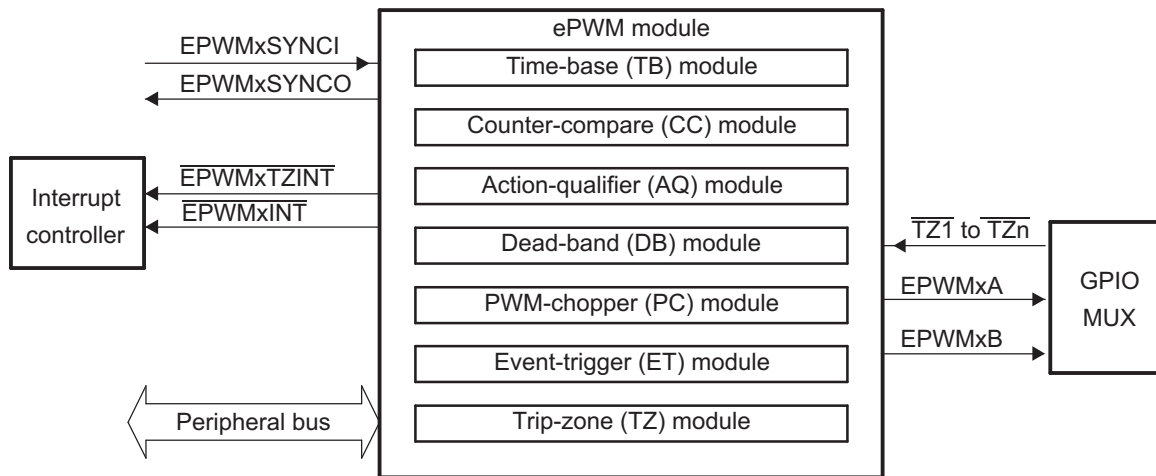 ePWM module
EPWMxSYNCI
Time-base (TB) module
EPWMxSYNCO
Counter-compare (CC) module
EPWMxTZINT
Action-qualifier (AQ) module
Interrupt
controller
EPWMxINT
Dead-band (DB) module
TZ1 to TZn
GPIO
MUX
EPWMxA
PWM-chopper (PC) module
EPWMxB
Event-trigger (ET) module
Peripheral bus
Trip-zone (TZ) module